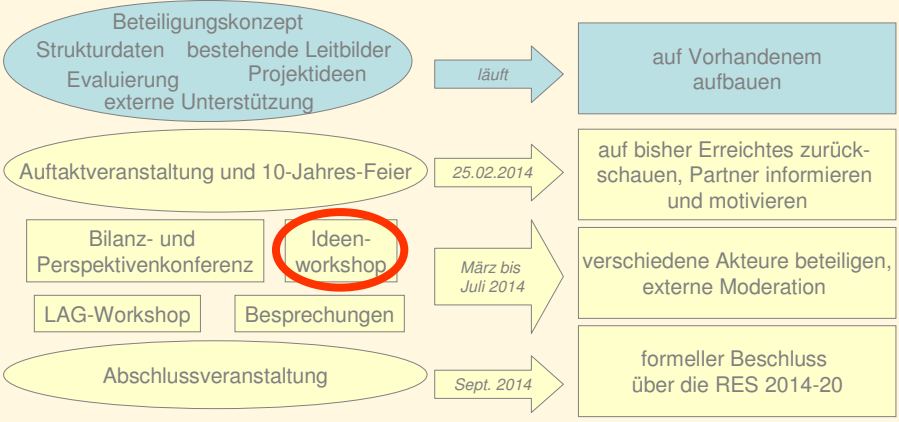 Beteiligungskonzept
Strukturdaten bestehende Leitbilder
Evaluierung Projektideen
externe Unterstützung
läuft
auf Vorhandenem
aufbauen
Auftaktveranstaltung und 10-Jahres-Feier
25.02.2014
auf bisher Erreichtes zurück-
schauen, Partner informieren
und motivieren
Bilanz- und
Perspektivenkonferenz
Ideen-
workshop
LAG-Workshop
Besprechungen
März bis
Juli 2014
verschiedene Akteure beteiligen,
externe Moderation
Abschlussveranstaltung
Sept. 2014
formeller Beschluss
über die RES 2014-20